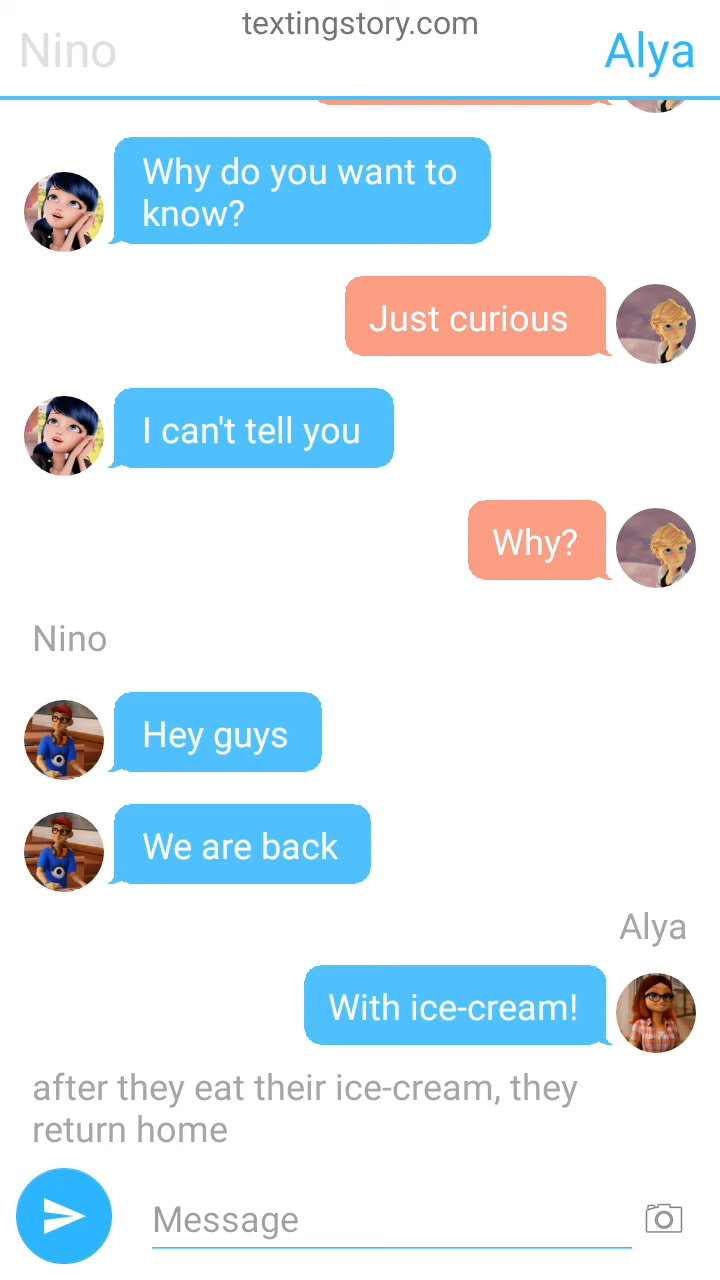 textingstory.com
Nino
Alya
Why do you want to
know?
Just curious
I can't tell you
Why?
Nino
Hey guys
We are back
Alya
With ice-cream!
after they eat their ice-cream, they
return home
Message